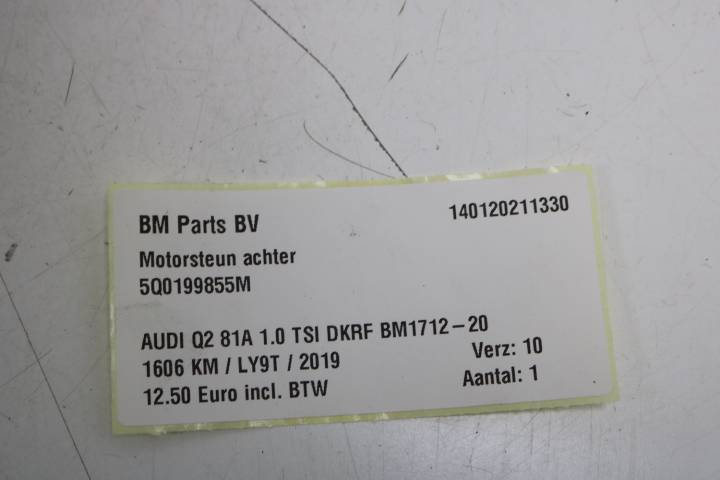 BM Parts BV 140120211330
Motorsteun achter
5Q0199855M
AUDI Q2 81A 1.0 TSI DKRF BM1712-20
1606 KM / LY9T / 2019 Verz: 10
12.50 Euro incl. BTW Aantal: 1